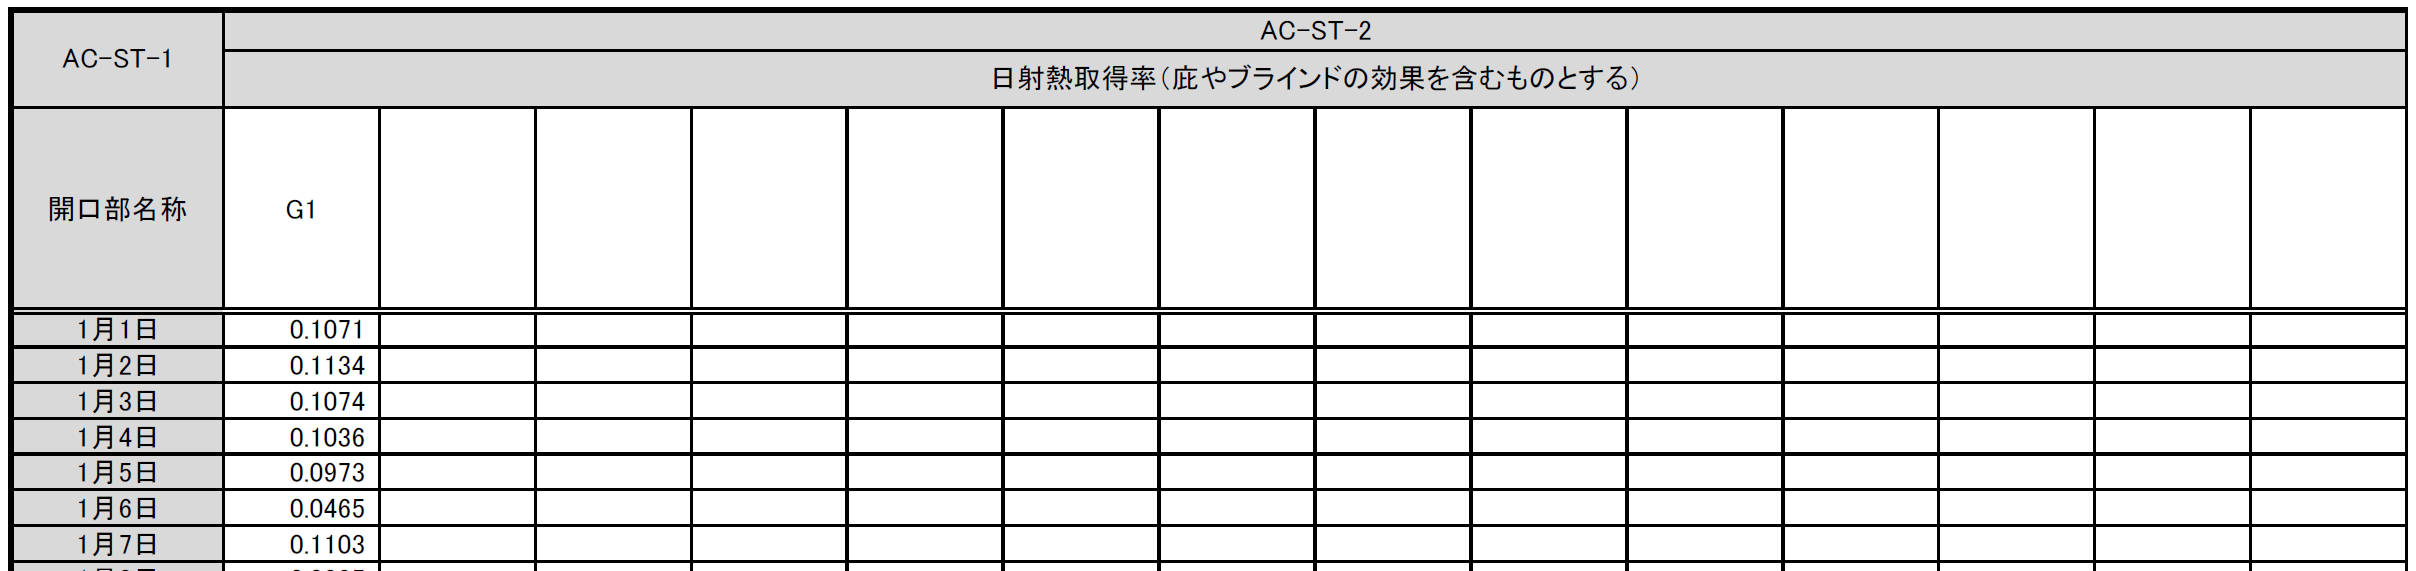 AC-ST-1
AC-ST-2
日射熱取得率(庇やブラインドの効果を含むものとする)
開口部名称 G1
1月1日 0.1071
1月2日 0.1134
1月3日 0.1074
1月4日 0.1036
1月5日 0.0973
1月6日 0.0465
1月7日 0.1103